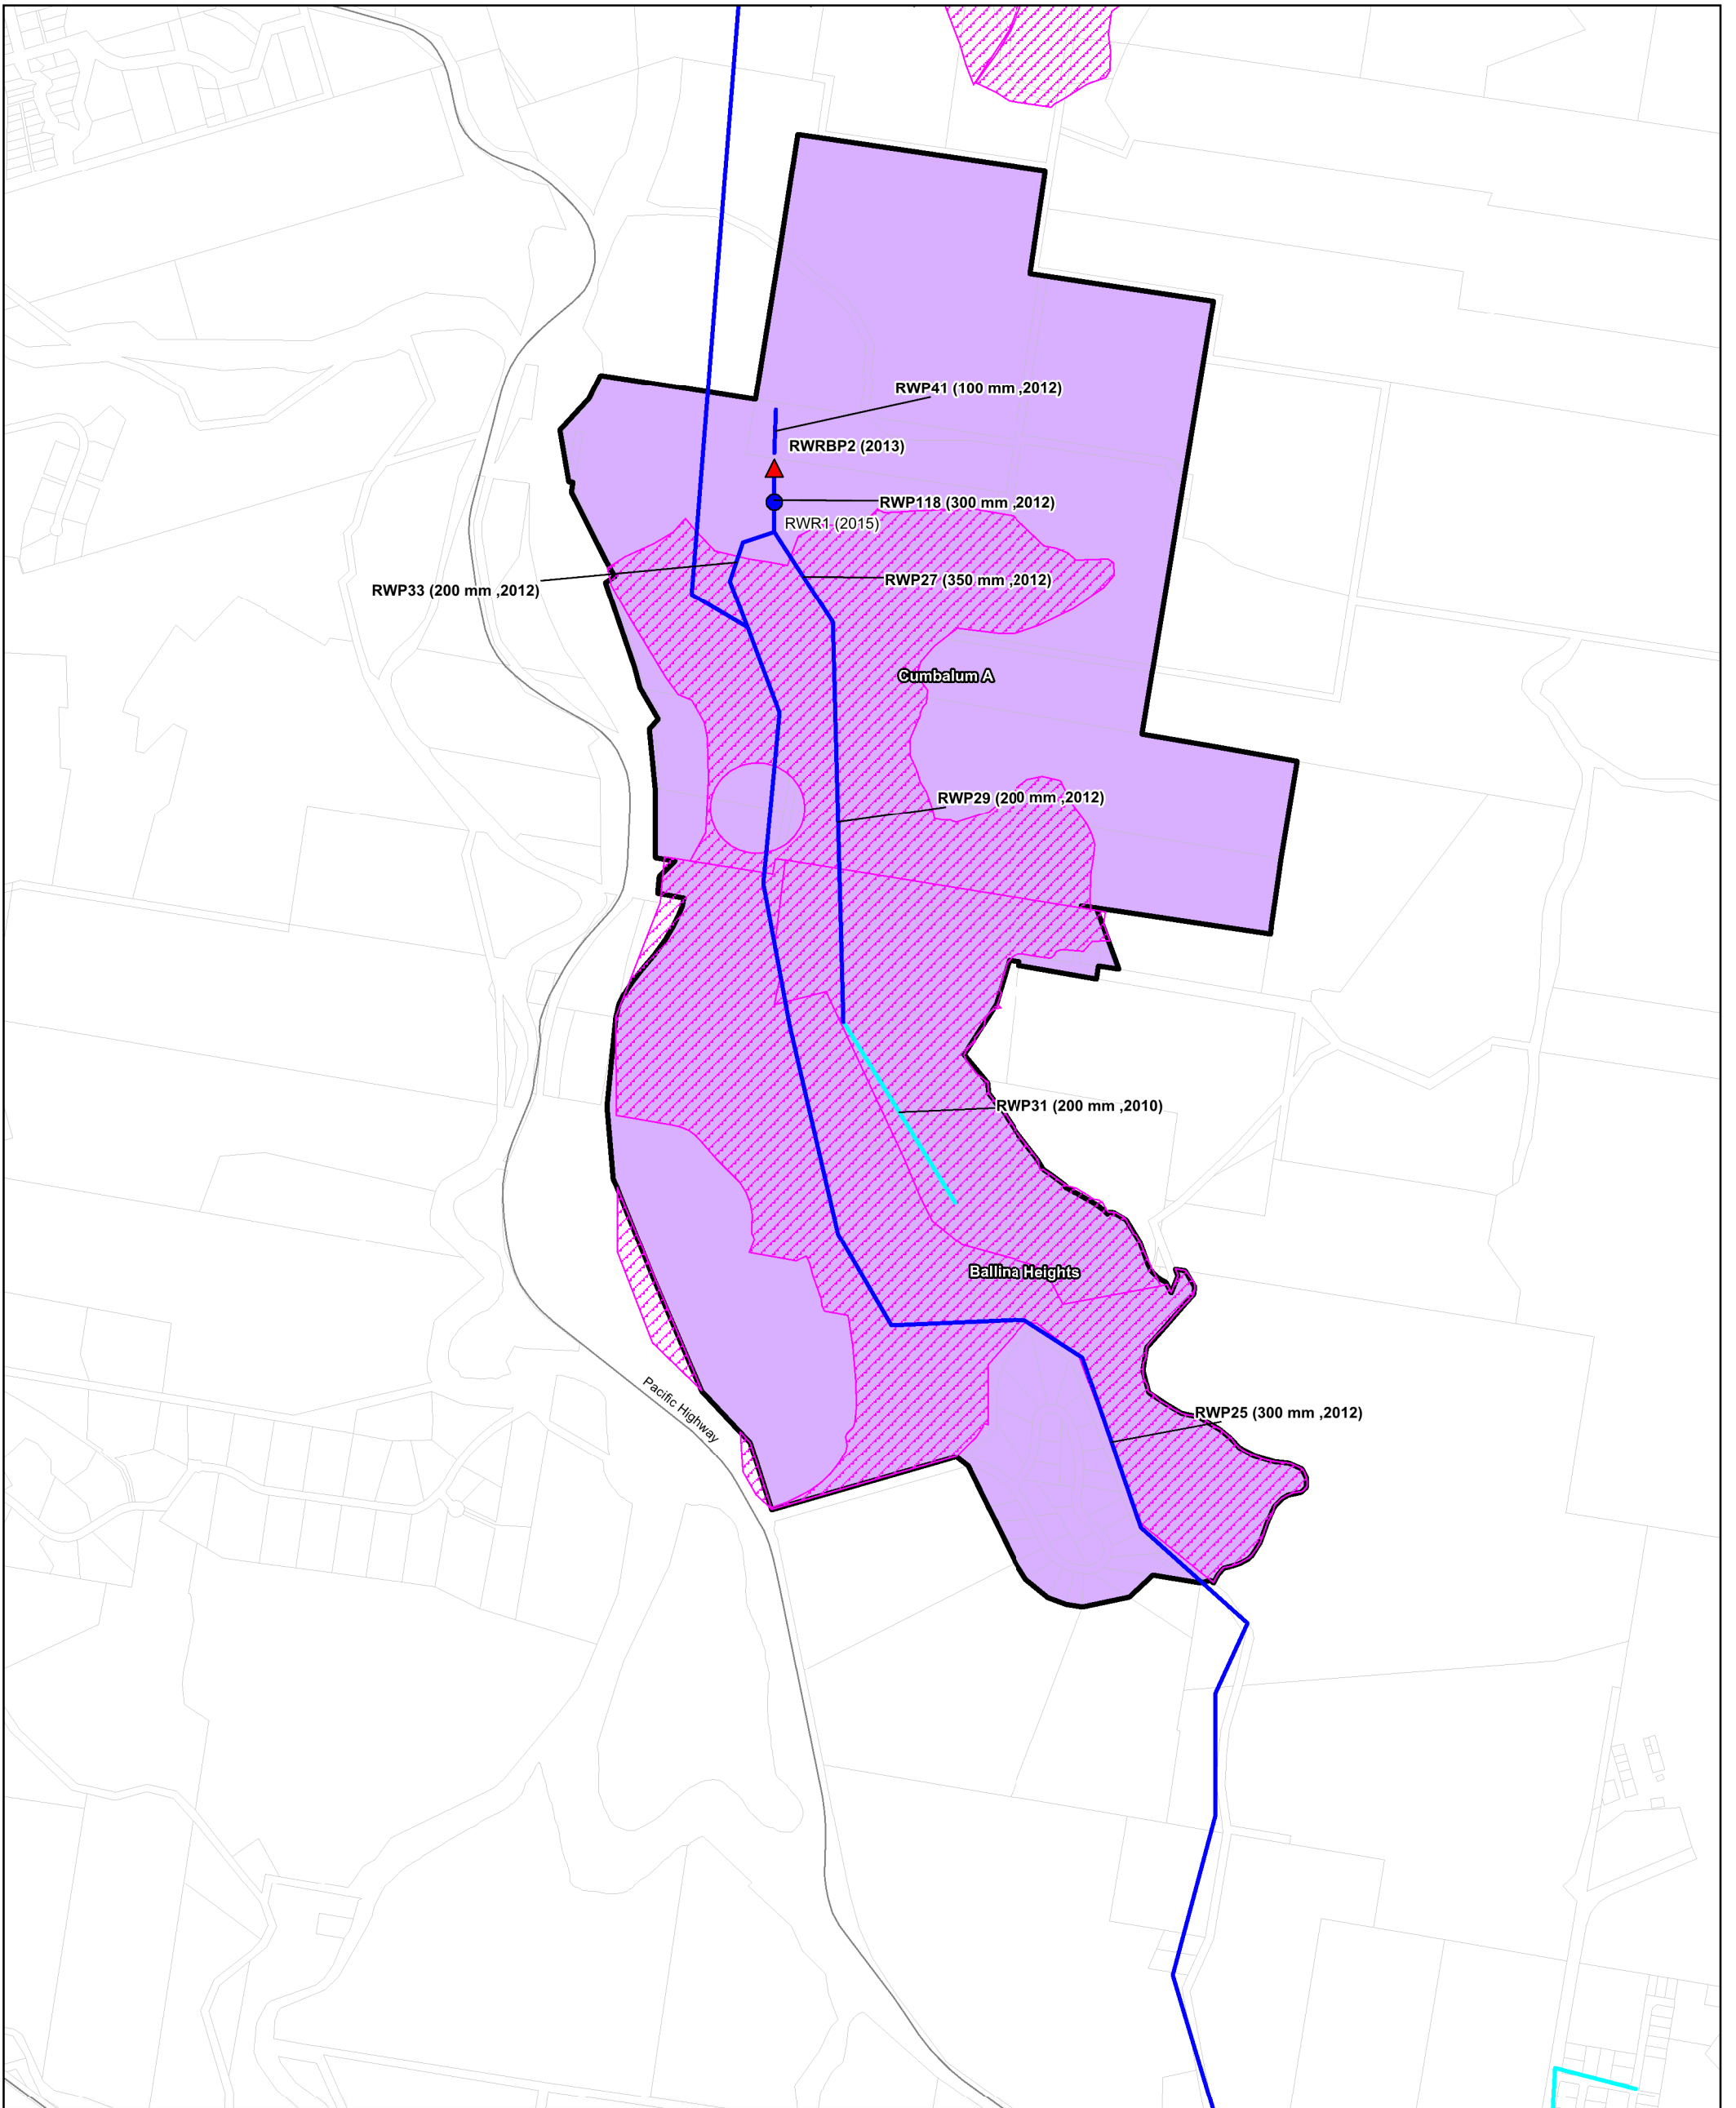 RWP41 (100 mm ,2012)
RWRBP2 (2013)
RWP118 (300 mm ,2012)
RWR1 (2015)
RWP27 (350 mm ,2012)
RWP33 (200 mm ,2012)
Cumbalum A
RWP29 (200 mm ,2012)
RWP31 (200 mm ,2010)
Ballina Heights
Pacific Highway
RWP25 (300 mm ,2012)